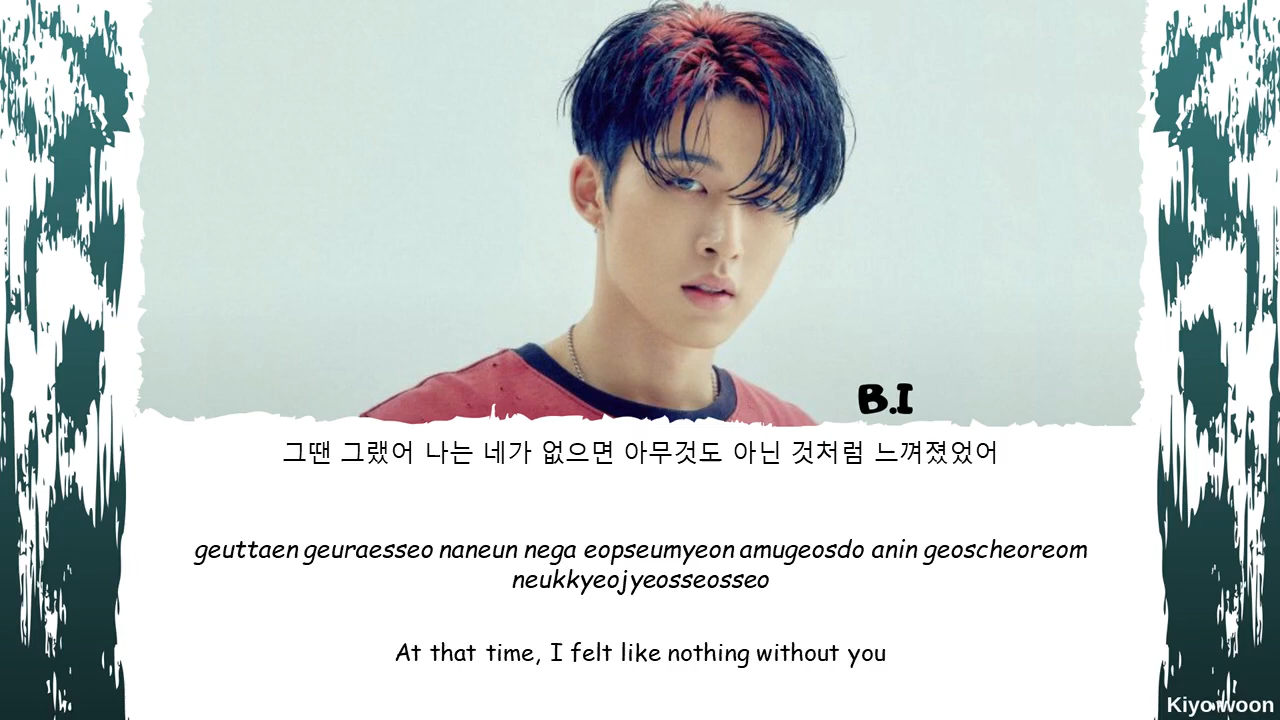 B.I
그땐 그랬어 나는 네가 없으면 아무것도 아닌 것처럼 느껴졌었어
geuttaen geuraesseo naneun nega eopseumyeon amugeosdo anin geoscheoreom
neukkyeojyeosseosseo
At that time, I felt like nothing without you
Kiyo.woon